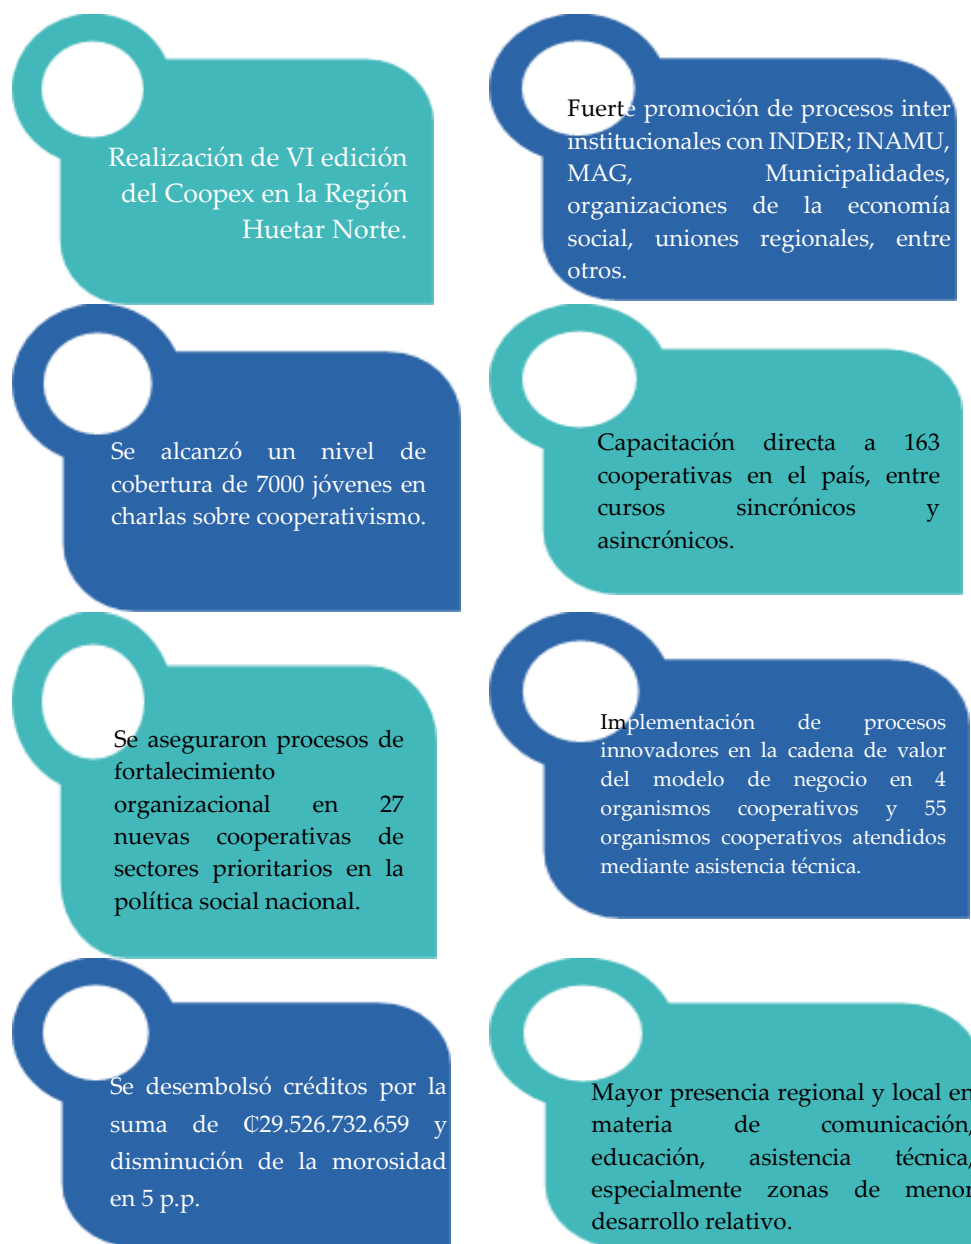 Realización de VI edición
del Coopex en la Región
Huetar Norte.
Fuerte promoción de procesos inter
institucionales con INDER; INAMU,
MAG, Municipalidades,
organizaciones de la economía
social, uniones regionales, entre
otros.
Se alcanzó un nivel de
cobertura de 7000 jóvenes en
charlas sobre cooperativismo.
Capacitación directa a 163
cooperativas en el país, entre
cursos sincrónicos y
asincrónicos.
Se aseguraron procesos de
fortalecimiento
organizacional en 27
nuevas cooperativas de
sectores prioritarios en la
política social nacional.
Implementación de procesos
innovadores en la cadena de valor
del modelo de negocio en 4
organismos cooperativos y 55
organismos cooperativos atendidos
mediante asistencia técnica.
Se desembolsó créditos por la
suma de ₡29.526.732.659 y
disminución de la morosidad
en 5 p.p.
Mayor presencia regional y local en
materia de comunicación,
educación, asistencia técnica,
especialmente zonas de menor
desarrollo relativo.